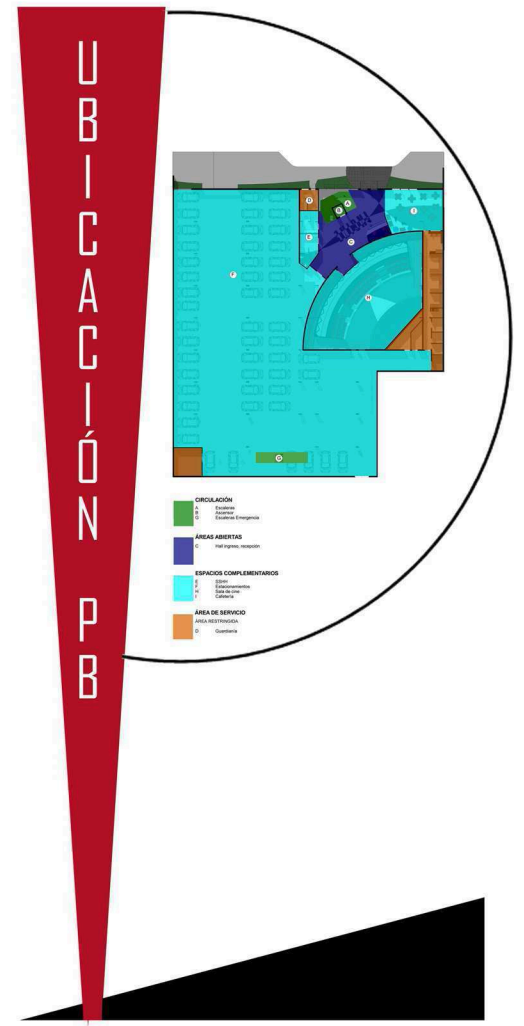 UBICACIÓN PB
D
A
B
I
E
C
F
H
G
CIRCULACIÓN
A Escaleras
B Ascensor
G Escaleras Emergencia
ÁREAS ABIERTAS
C Hall ingreso, recepción
ESPACIOS COMPLEMENTARIOS
E SSHH
F Estacionamientos
H Sala de cine
I Cafetería
ÁREA DE SERVICIO
ÁREA RESTRINGIDA
D Guardianía